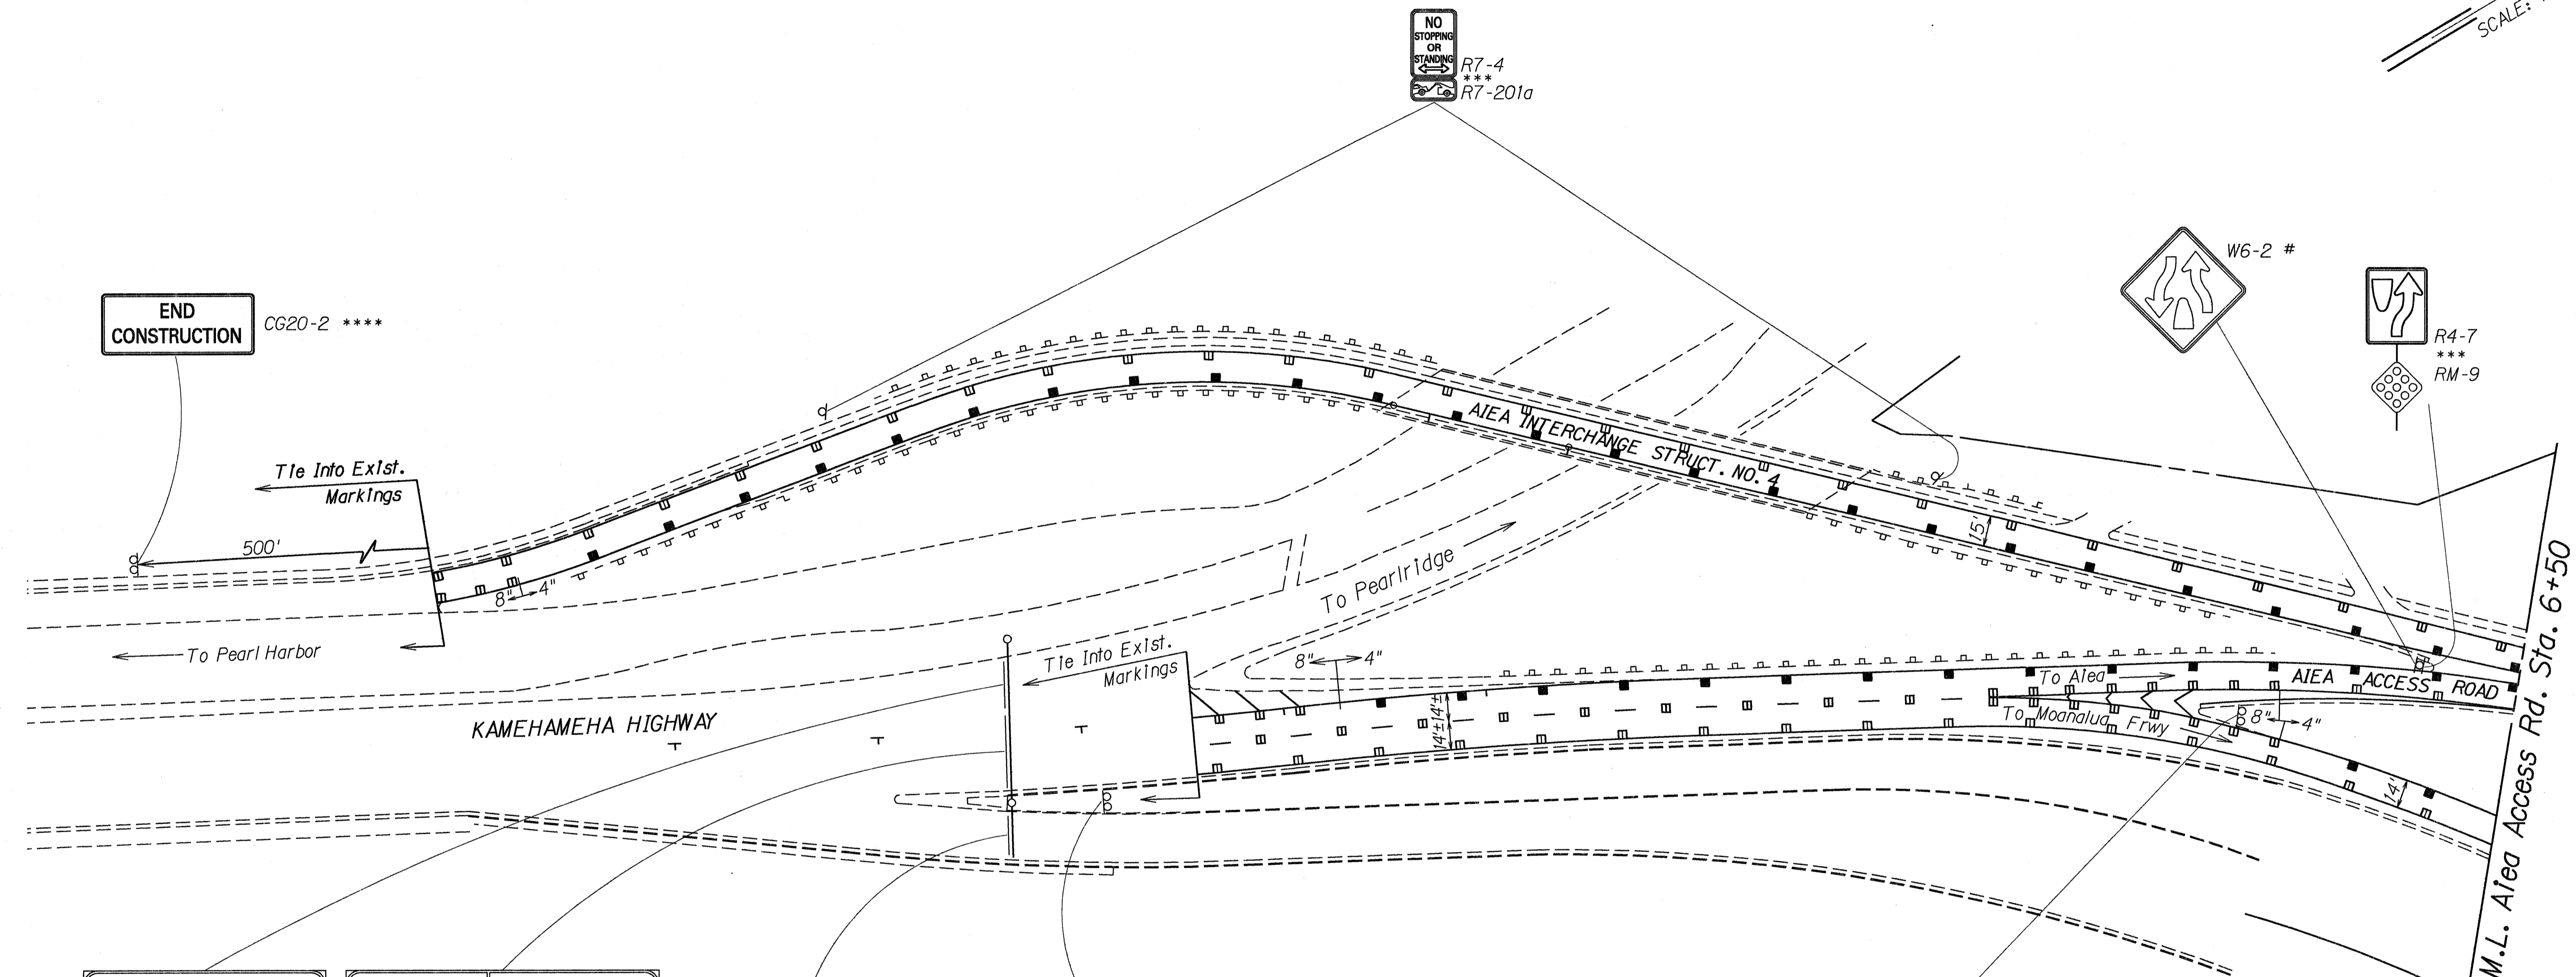 SCALE:
NO
STOPPING
OR
STANDING
R7-4
***
R7-201a
W6-2 #
R4-7
***
RM-9
END
CONSTRUCTION
CG20-2 ****
Tie Into Exist.
Markings
500'
8" 4"
To Pearl Harbor
AIEA INTERCHANGE STRUCT. NO. 4
15'
To Pearlridge
Tie Into Exist.
Markings
8" 4"
14'± 14'±
KAMEHAMEHA HIGHWAY
To Aiea
AIEA ACCESS ROAD
To Moanalua Frwy
8" 4"
14'
M.L. Aiea Access Rd. Sta. 6+50